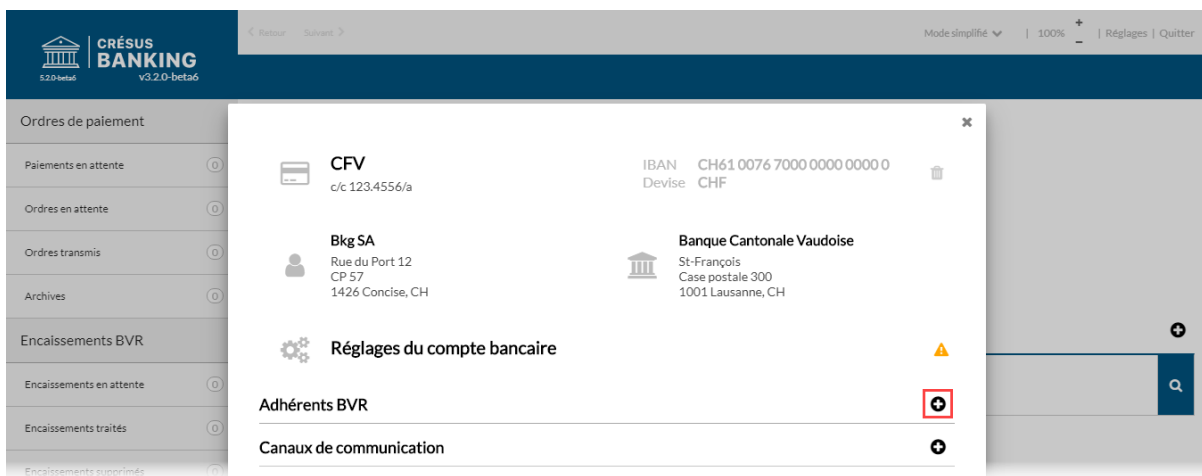 CRÉSUS
BANKING
5.2.0-beta6 v3.2.0-beta6
Retour Suivant
Mode simplifié | 100% + − | Réglages | Quitter
Ordres de paiement
Paiements en attente 0
Ordres en attente 0
Ordres transmis 0
Archives 0
Encaissements BVR
Encaissements en attente 0
Encaissements traités 0
Encaissements supprimés 0
CFV
c/c 123.4556/a
IBAN CH61 0076 7000 0000 0000 0
Devise CHF
Bkg SA
Rue du Port 12
CP 57
1426 Concise, CH
Banque Cantonale Vaudoise
St-François
Case postale 300
1001 Lausanne, CH
Réglages du compte bancaire
Adhérents BVR
Canaux de communication